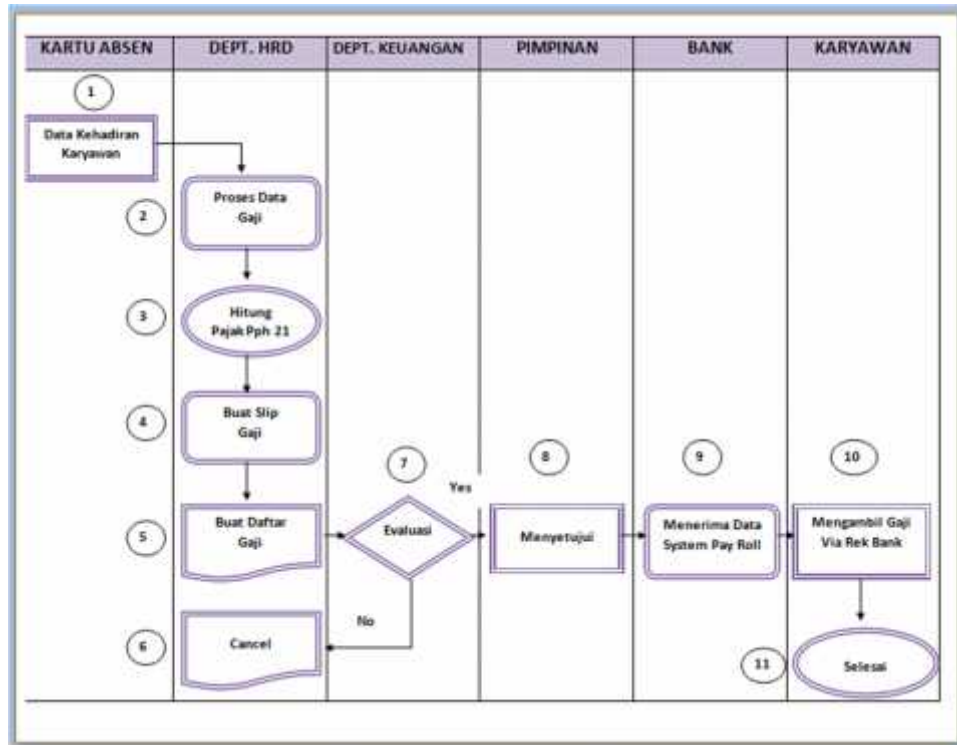 KARTU ABSEN
DEPT. HRD
DEPT. KEUANGAN
PIMPINAN
BANK
KARYAWAN
1
Data Kehadiran
Karyawan
2
Proses Data
Gaji
3
Hitung
Pajak Pph 21
4
Buat Slip
Gaji
5
Buat Daftar
Gaji
6
Cancel
7
Evaluasi
Yes
No
8
Menyetujui
9
Menerima Data
System Pay Roll
10
Mengambil Gaji
Via Rek Bank
11
Selesai